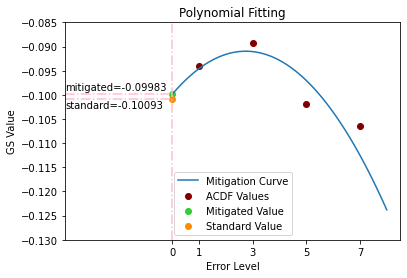 Polynomial Fitting
−0.085
−0.090
−0.095
−0.100
−0.105
−0.110
−0.115
−0.120
−0.125
−0.130
GS Value
mitigated=-0.09983
standard=-0.10093
Mitigation Curve
ACDF Values
Mitigated Value
Standard Value
0 1 3 5 7
Error Level